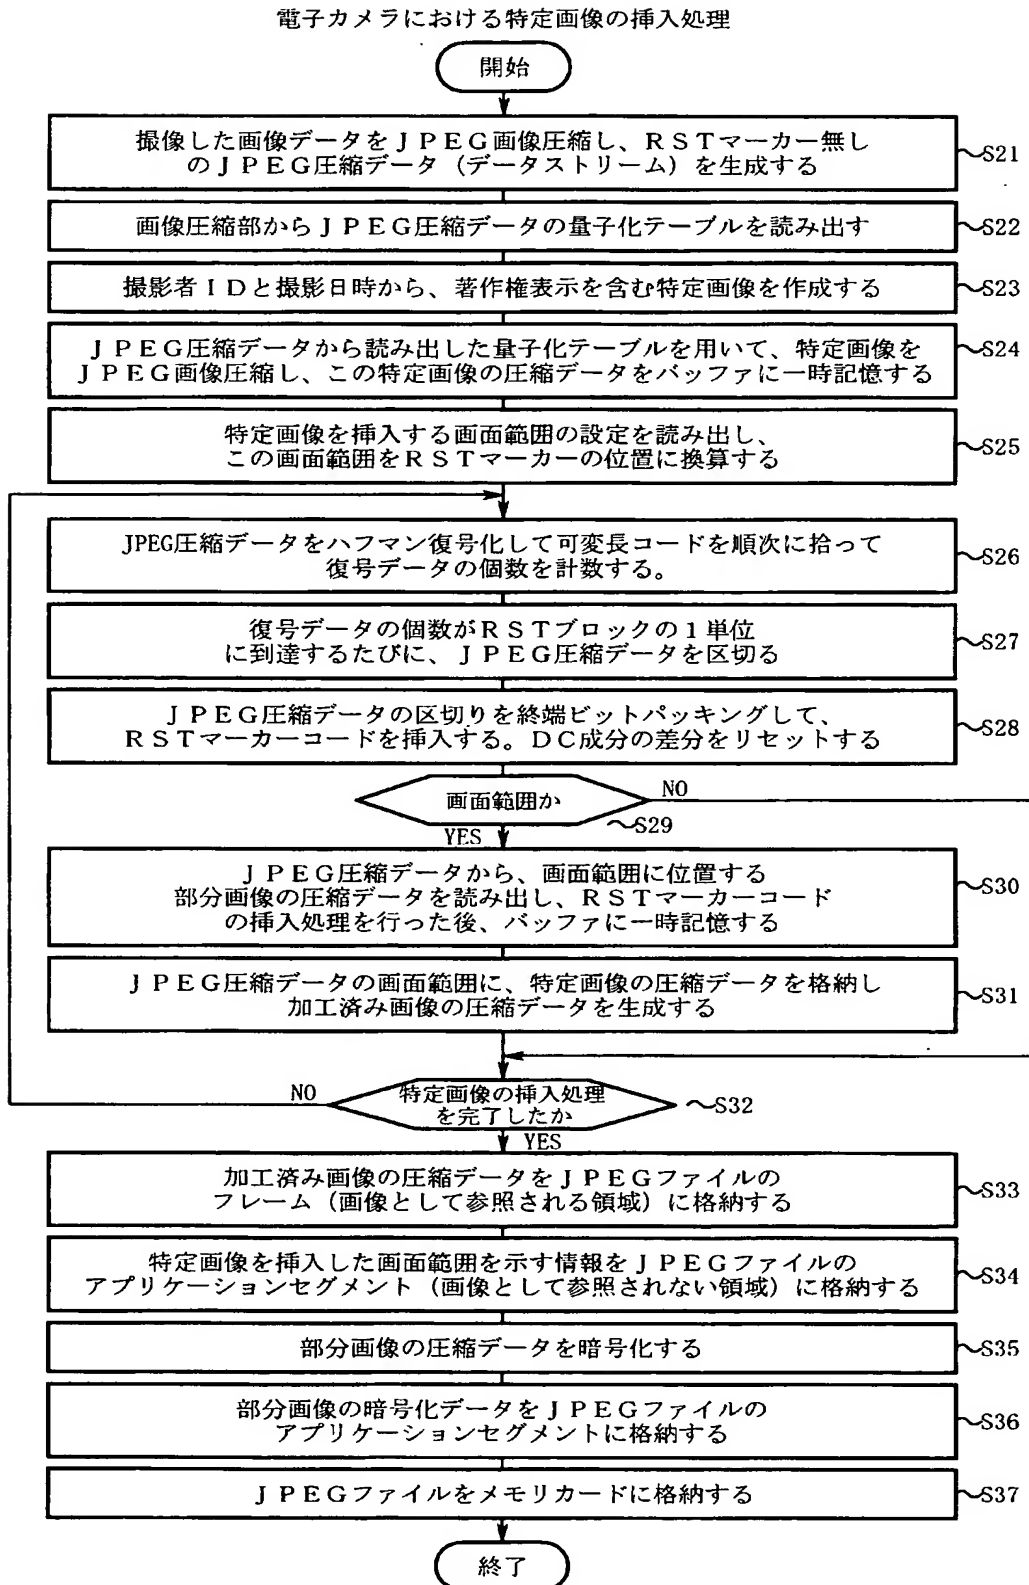 電子カメラにおける特定画像の挿入処理
開始
撮像した画像データをJPEG画像圧縮し、RSTマーカー無し
のJPEG圧縮データ（データストリーム）を生成する
S21
画像圧縮部からJPEG圧縮データの量子化テーブルを読み出す
S22
撮影者IDと撮影日時から、著作権表示を含む特定画像を作成する
S23
JPEG圧縮データから読み出した量子化テーブルを用いて、特定画像を
JPEG画像圧縮し、この特定画像の圧縮データをバッファに一時記憶する
S24
特定画像を挿入する画面範囲の設定を読み出し、
この画面範囲をRSTマーカーの位置に換算する
S25
JPEG圧縮データをハフマン復号化して可変長コードを順次に拾って
復号データの個数を計数する。
S26
復号データの個数がRSTブロックの1単位
に到達するたびに、JPEG圧縮データを区切る
S27
JPEG圧縮データの区切りを終端ビットパッキングして、
RSTマーカーコードを挿入する。DC成分の差分をリセットする
S28
画面範囲か
NO
S29
YES
JPEG圧縮データから、画面範囲に位置する
部分画像の圧縮データを読み出し、RSTマーカーコード
の挿入処理を行った後、バッファに一時記憶する
S30
JPEG圧縮データの画面範囲に、特定画像の圧縮データを格納し
加工済み画像の圧縮データを生成する
S31
NO
特定画像の挿入処理
を完了したか
S32
YES
加工済み画像の圧縮データをJPEGファイルの
フレーム（画像として参照される領域）に格納する
S33
特定画像を挿入した画面範囲を示す情報をJPEGファイルの
アプリケーションセグメント（画像として参照されない領域）に格納する
S34
部分画像の圧縮データを暗号化する
S35
部分画像の暗号化データをJPEGファイルの
アプリケーションセグメントに格納する
S36
JPEGファイルをメモリカードに格納する
S37
終了